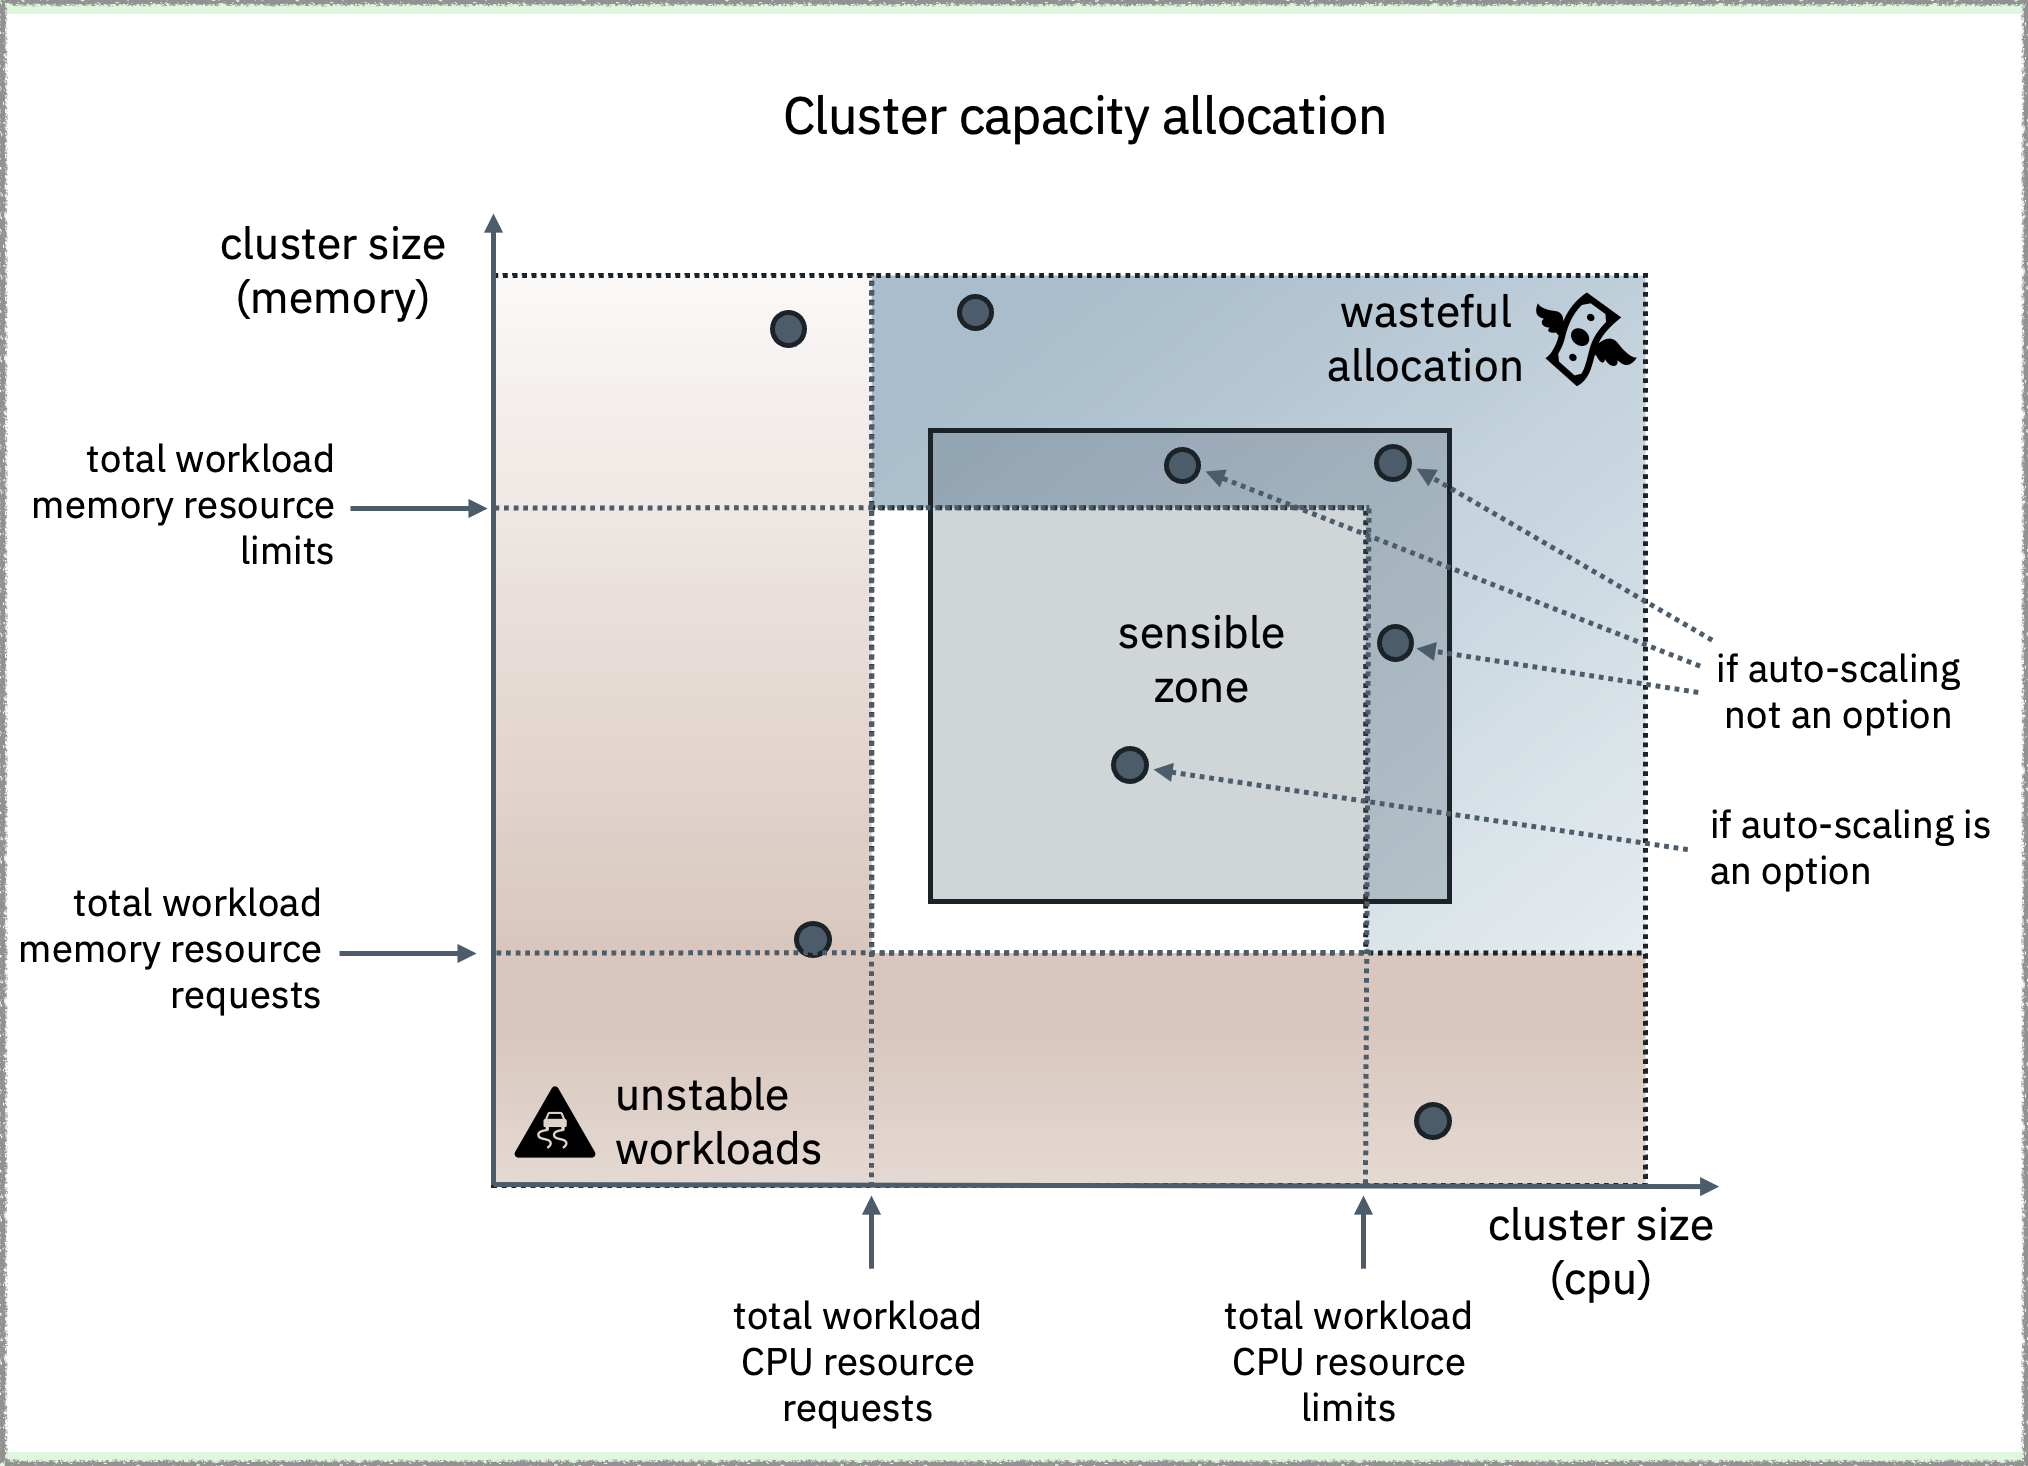 Cluster capacity allocation
cluster size
(memory)
wasteful
allocation
total workload
memory resource
limits
sensible
zone
if auto-scaling
not an option
if auto-scaling is
an option
total workload
memory resource
requests
unstable
workloads
cluster size
(cpu)
total workload
CPU resource
requests
total workload
CPU resource
limits